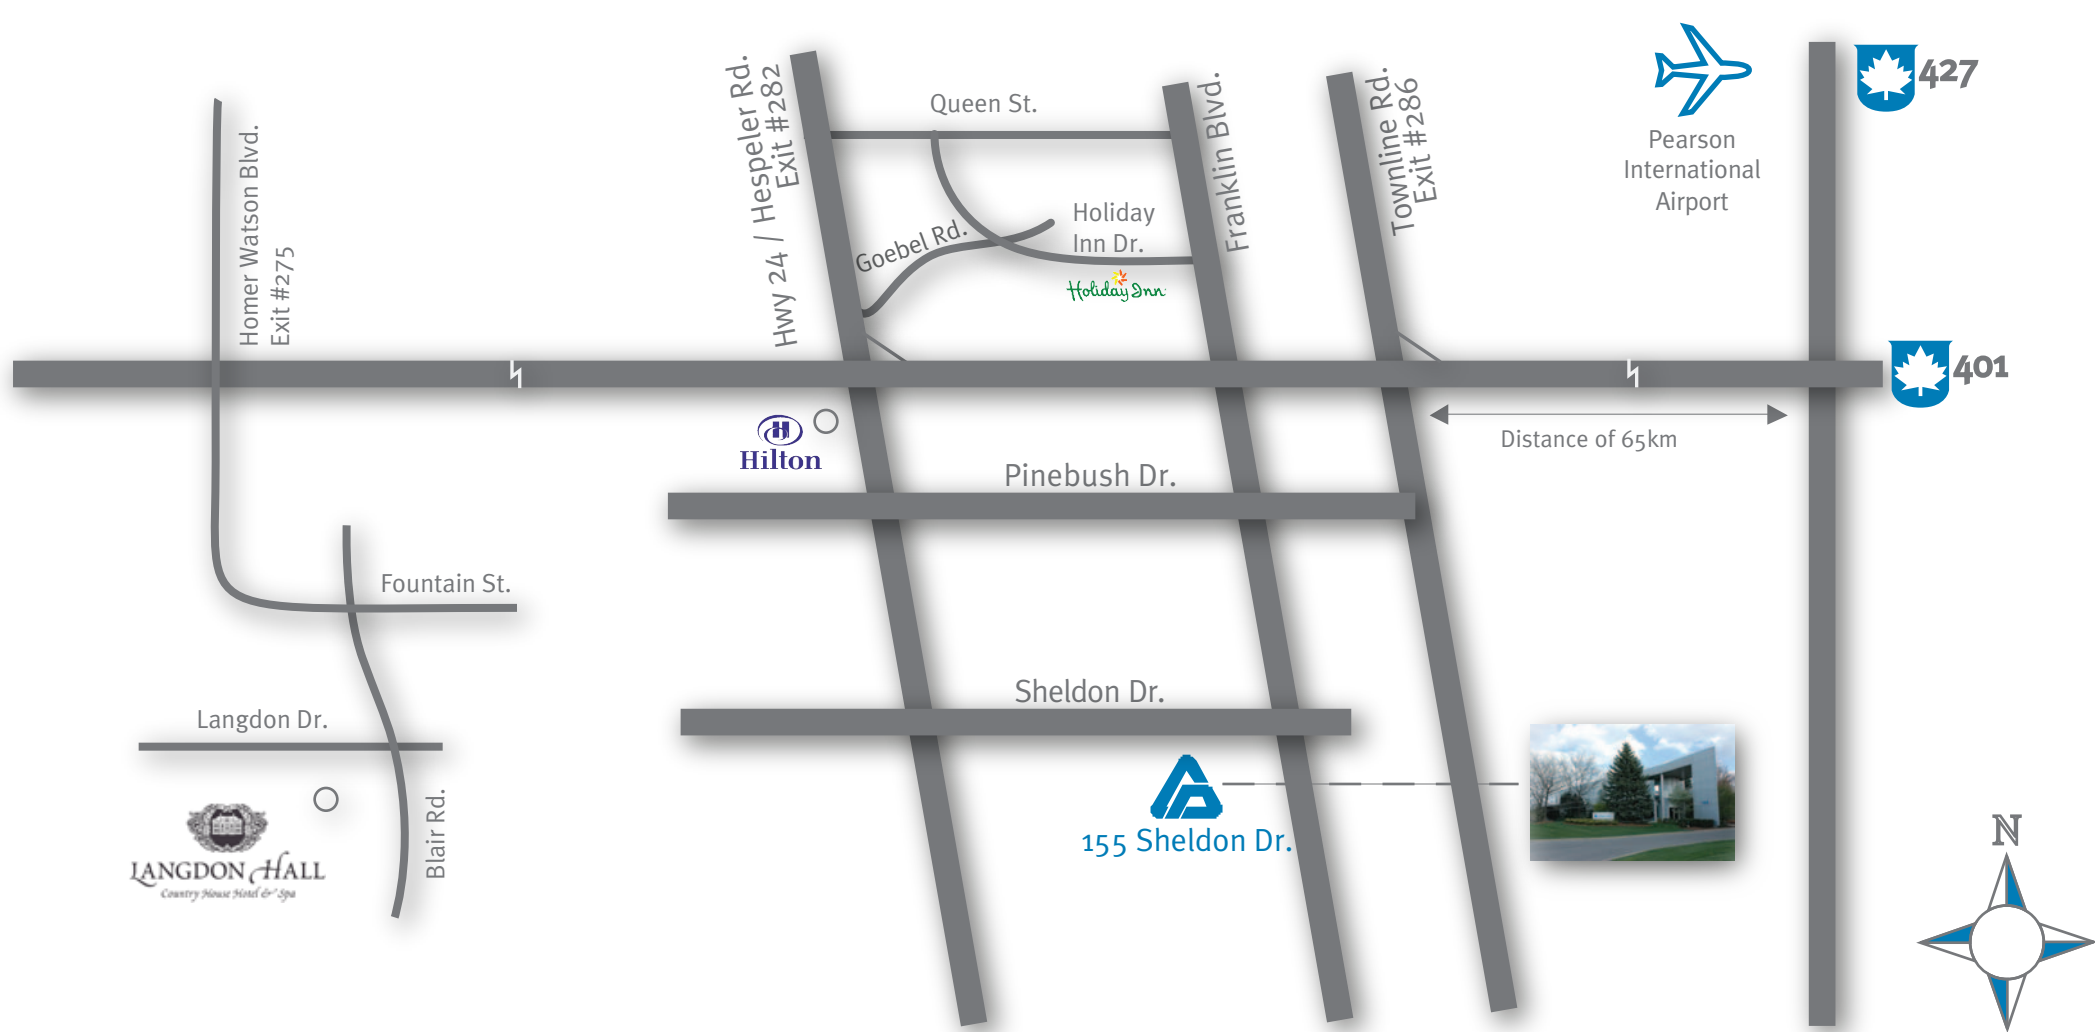 427
Pearson
International
Airport
Hwy 24 / Hespeler Rd.
Exit #282
Queen St.
Franklin Blvd.
Townline Rd.
Exit #286
Homer Watson Blvd.
Exit #275
Goebel Rd.
Holiday
Inn Dr.
Holiday Inn
401
Distance of 65km
H
Hilton
Pinebush Dr.
Fountain St.
Sheldon Dr.
Langdon Dr.
Blair Rd.
LANGDON HALL
Country House Hotel & Spa
155 Sheldon Dr.
N